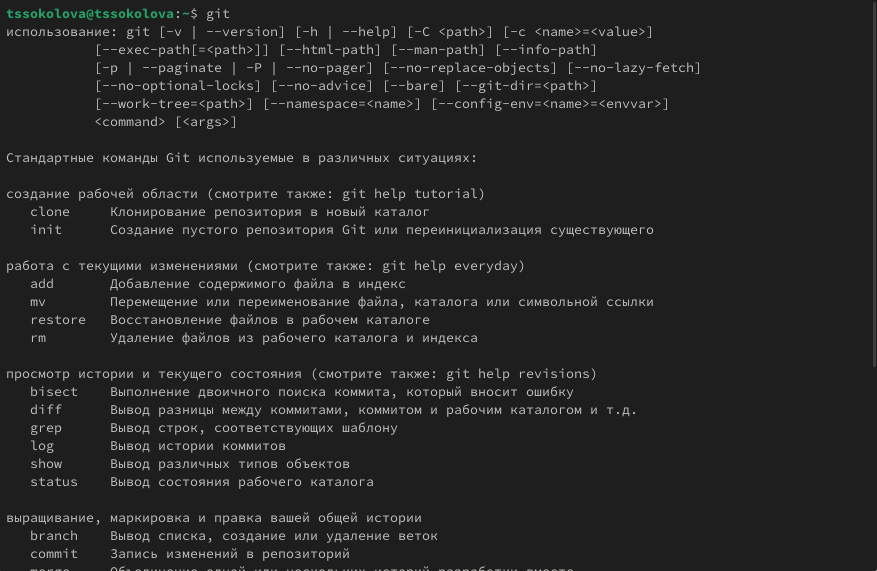 tssokolova@tssokolova:~$ git
использование: git [-v | --version] [-h | --help] [-C <path>] [-c <name>=<value>]
[--exec-path[=<path>]] [--html-path] [--man-path] [--info-path]
[-p | --paginate | -P | --no-pager] [--no-replace-objects] [--no-lazy-fetch]
[--no-optional-locks] [--no-advice] [--bare] [--git-dir=<path>]
[--work-tree=<path>] [--namespace=<name>] [--config-env=<name>=<envvar>]
<command> [<args>]
Стандартные команды Git используемые в различных ситуациях:
создание рабочей области (смотрите также: git help tutorial)
clone Клонирование репозитория в новый каталог
init Создание пустого репозитория Git или переинициализация существующего
работа с текущими изменениями (смотрите также: git help everyday)
add Добавление содержимого файла в индекс
mv Перемещение или переименование файла, каталога или символьной ссылки
restore Восстановление файлов в рабочем каталоге
rm Удаление файлов из рабочего каталога и индекса
просмотр истории и текущего состояния (смотрите также: git help revisions)
bisect Выполнение двоичного поиска коммита, который вносит ошибку
diff Вывод разницы между коммитами, коммитом и рабочим каталогом и т.д.
grep Вывод строк, соответствующих шаблону
log Вывод истории коммитов
show Вывод различных типов объектов
status Вывод состояния рабочего каталога
выращивание, маркировка и правка вашей общей истории
branch Вывод списка, создание или удаление веток
commit Запись изменений в репозиторий